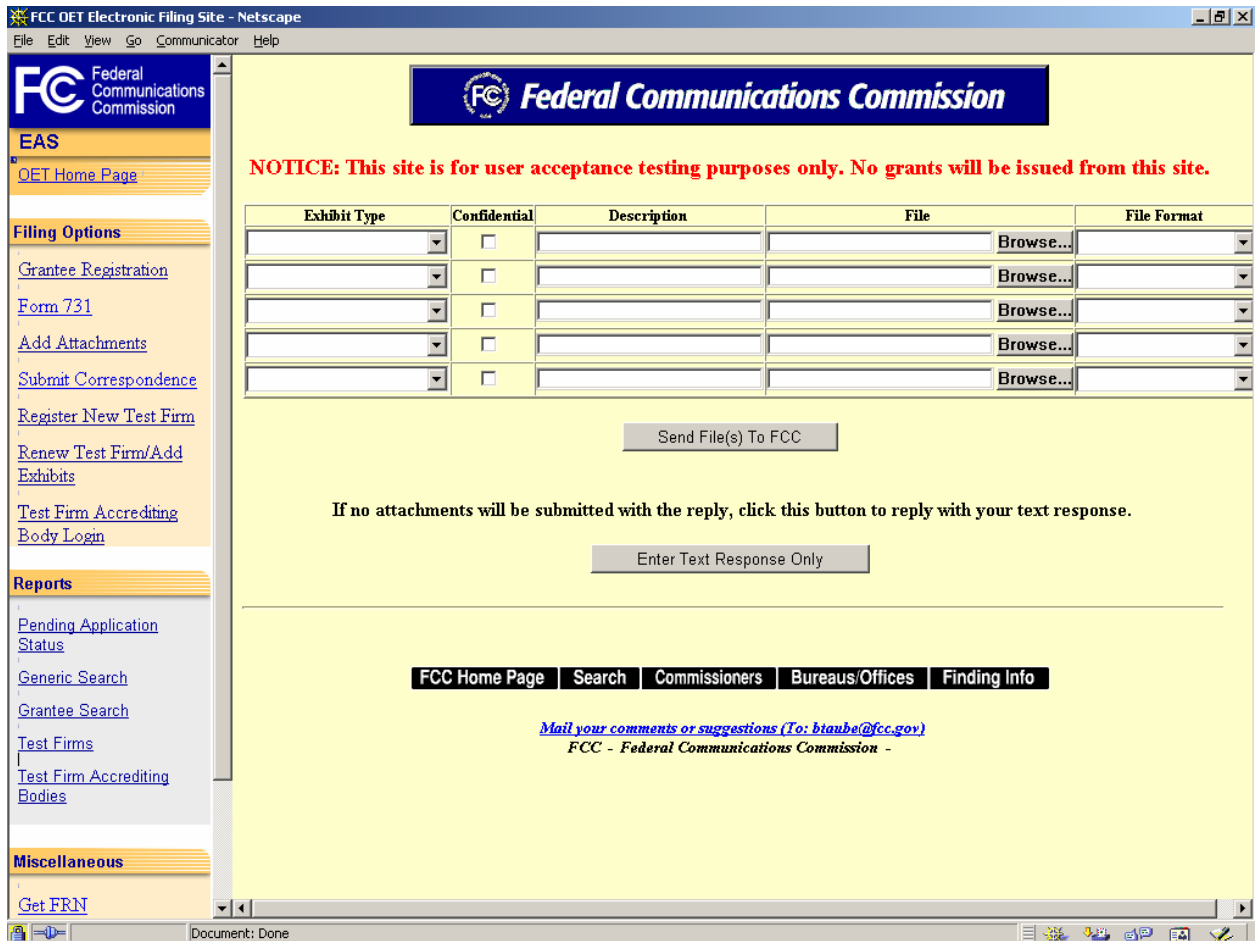 FCC OET Electronic Filing Site - Netscape
File Edit View Go Communicator Help
FCC Federal
Communications
Commission
EAS
OET Home Page
Filing Options
Grantee Registration
Form 731
Add Attachments
Submit Correspondence
Register New Test Firm
Renew Test Firm/Add
Exhibits
Test Firm Accrediting
Body Login
Reports
Pending Application
Status
Generic Search
Grantee Search
Test Firms
Test Firm Accrediting
Bodies
Miscellaneous
Get FRN
FCC Federal Communications Commission
NOTICE: This site is for user acceptance testing purposes only. No grants will be issued from this site.
Exhibit Type Confidential Description File File Format
Browse...
Browse...
Browse...
Browse...
Browse...
Send File(s) To FCC
If no attachments will be submitted with the reply, click this button to reply with your text response.
Enter Text Response Only
FCC Home Page Search Commissioners Bureaus/Offices Finding Info
Mail your comments or suggestions (To: btaube@fcc.gov)
FCC - Federal Communications Commission -
Document: Done